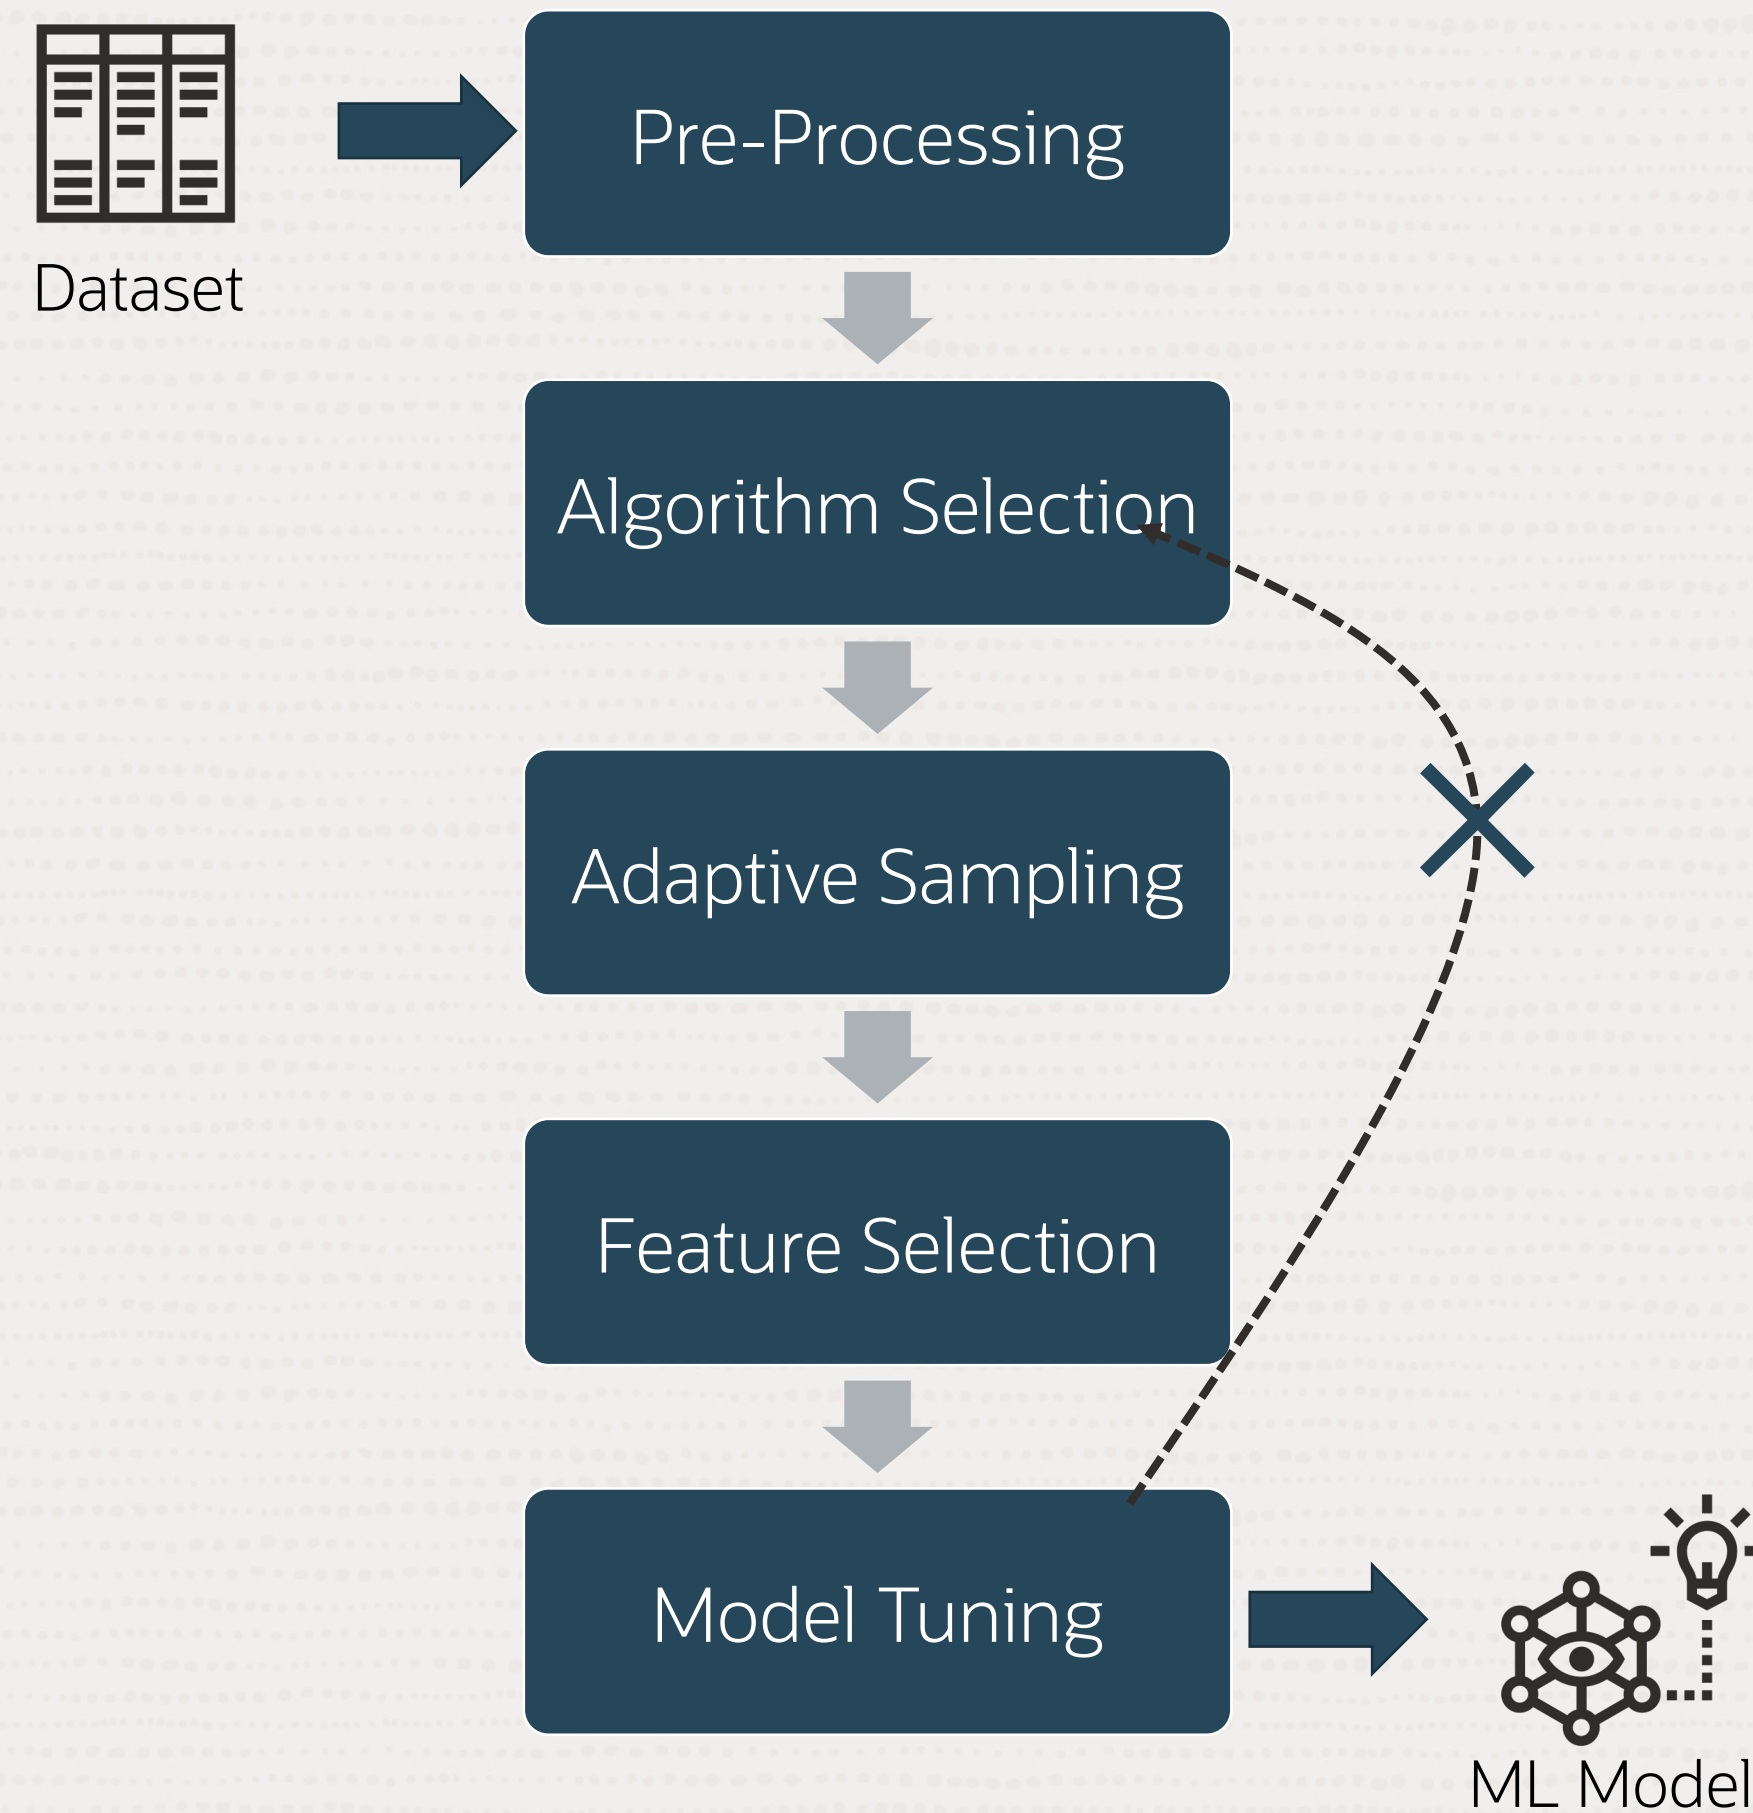 Dataset
Pre-Processing
Algorithm Selection
Adaptive Sampling
Feature Selection
Model Tuning
ML Model